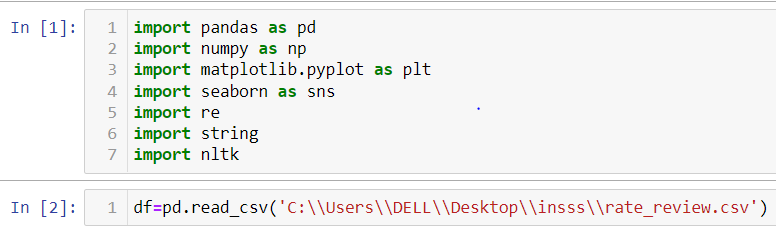 In [1]:
1 import pandas as pd
2 import numpy as np
3 import matplotlib.pyplot as plt
4 import seaborn as sns
5 import re
6 import string
7 import nltk
In [2]:
1 df=pd.read_csv('C:\\Users\\DELL\\Desktop\\insss\\rate_review.csv')